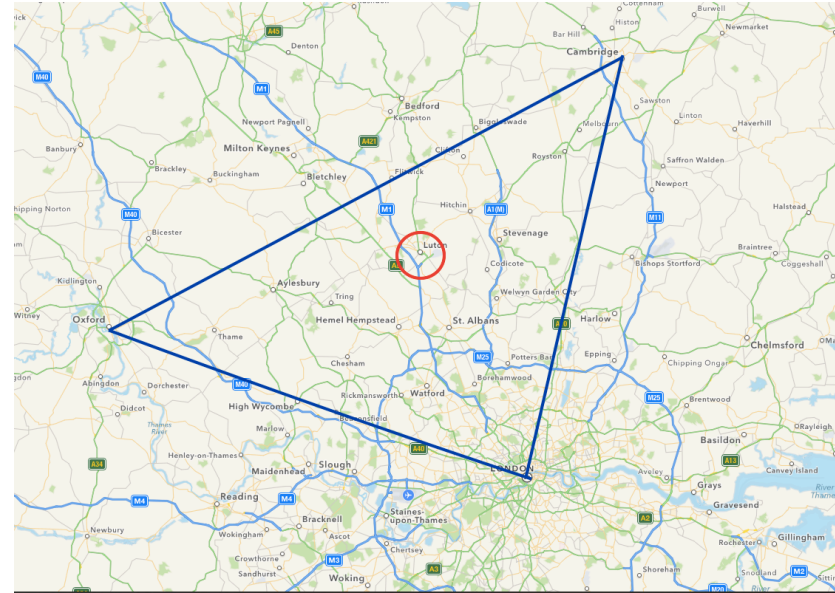 Cottenham
Burwell
Histon
Newmarket
Bar Hill
Cambridge
A45
Denton
M40
M1
Bedford
Kempston
Sawston
Linton
Haverhill
Newport Pagnell
Biggleswade
Melbourn
Banbury
A421
Milton Keynes
Clifton
Royston
Saffron Walden
Brackley
Buckingham
Bletchley
Flitwick
Newport
M40
M1
Hitchin
A1(M)
M11
Halstead
Chipping Norton
Bicester
Stevenage
Luton
Braintree
Coggeshall
Bishops Stortford
Codicote
Kidlington
Aylesbury
Tring
Welwyn Garden City
Witney
Oxford
Hemel Hempstead
St. Albans
A10
Harlow
Thame
Chelmsford
Chesham
M25
Potters Bar
Epping
Chipping Ongar
Abingdon
Dorchester
M40
Borehamwood
Rickmansworth
Watford
M25
Brentwood
Didcot
High Wycombe
Beaconsfield
Thames
River
Marlow
Rayleigh
Basildon
Henley-on-Thames
A40
A34
Maidenhead
Slough
LONDON
A13
Aveley
Canvey Island
Grays
River
Thames
M4
Reading
M4
Gravesend
Bracknell
Staines-
upon-Thames
A2
Newbury
Wokingham
Ascot
Chertsey
Rochester
Gillingham
Crowthorne
M3
A3
Sandhurst
Woking
Shoreham
Snodland
M2
M20
River